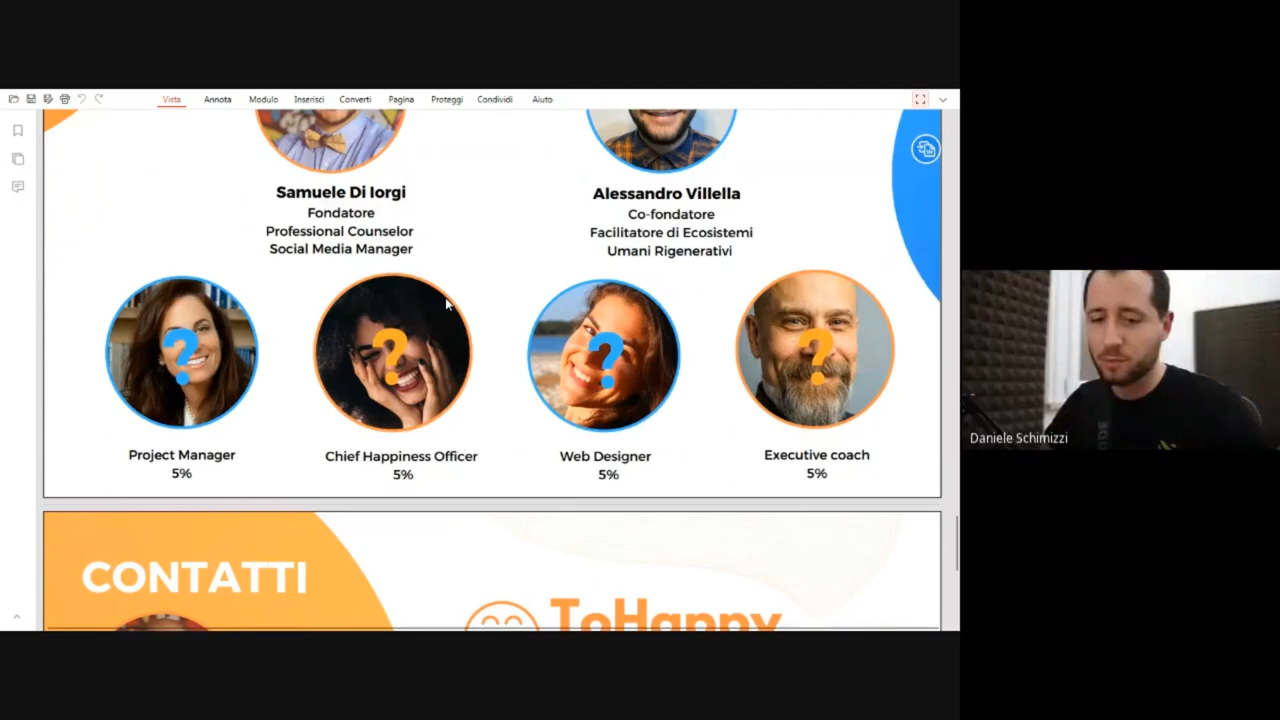 Vista Annota Modulo Inserisci Converti Pagina Proteggi Condividi Aiuto
Samuele Di Iorgi
Fondatore
Professional Counselor
Social Media Manager
Alessandro Villella
Co-fondatore
Facilitatore di Ecosistemi
Umani Rigenerativi
? ? ? ?
Project Manager
5%
Chief Happiness Officer
5%
Web Designer
5%
Executive coach
5%
CONTATTI
ToHappy
Daniele Schimizzi